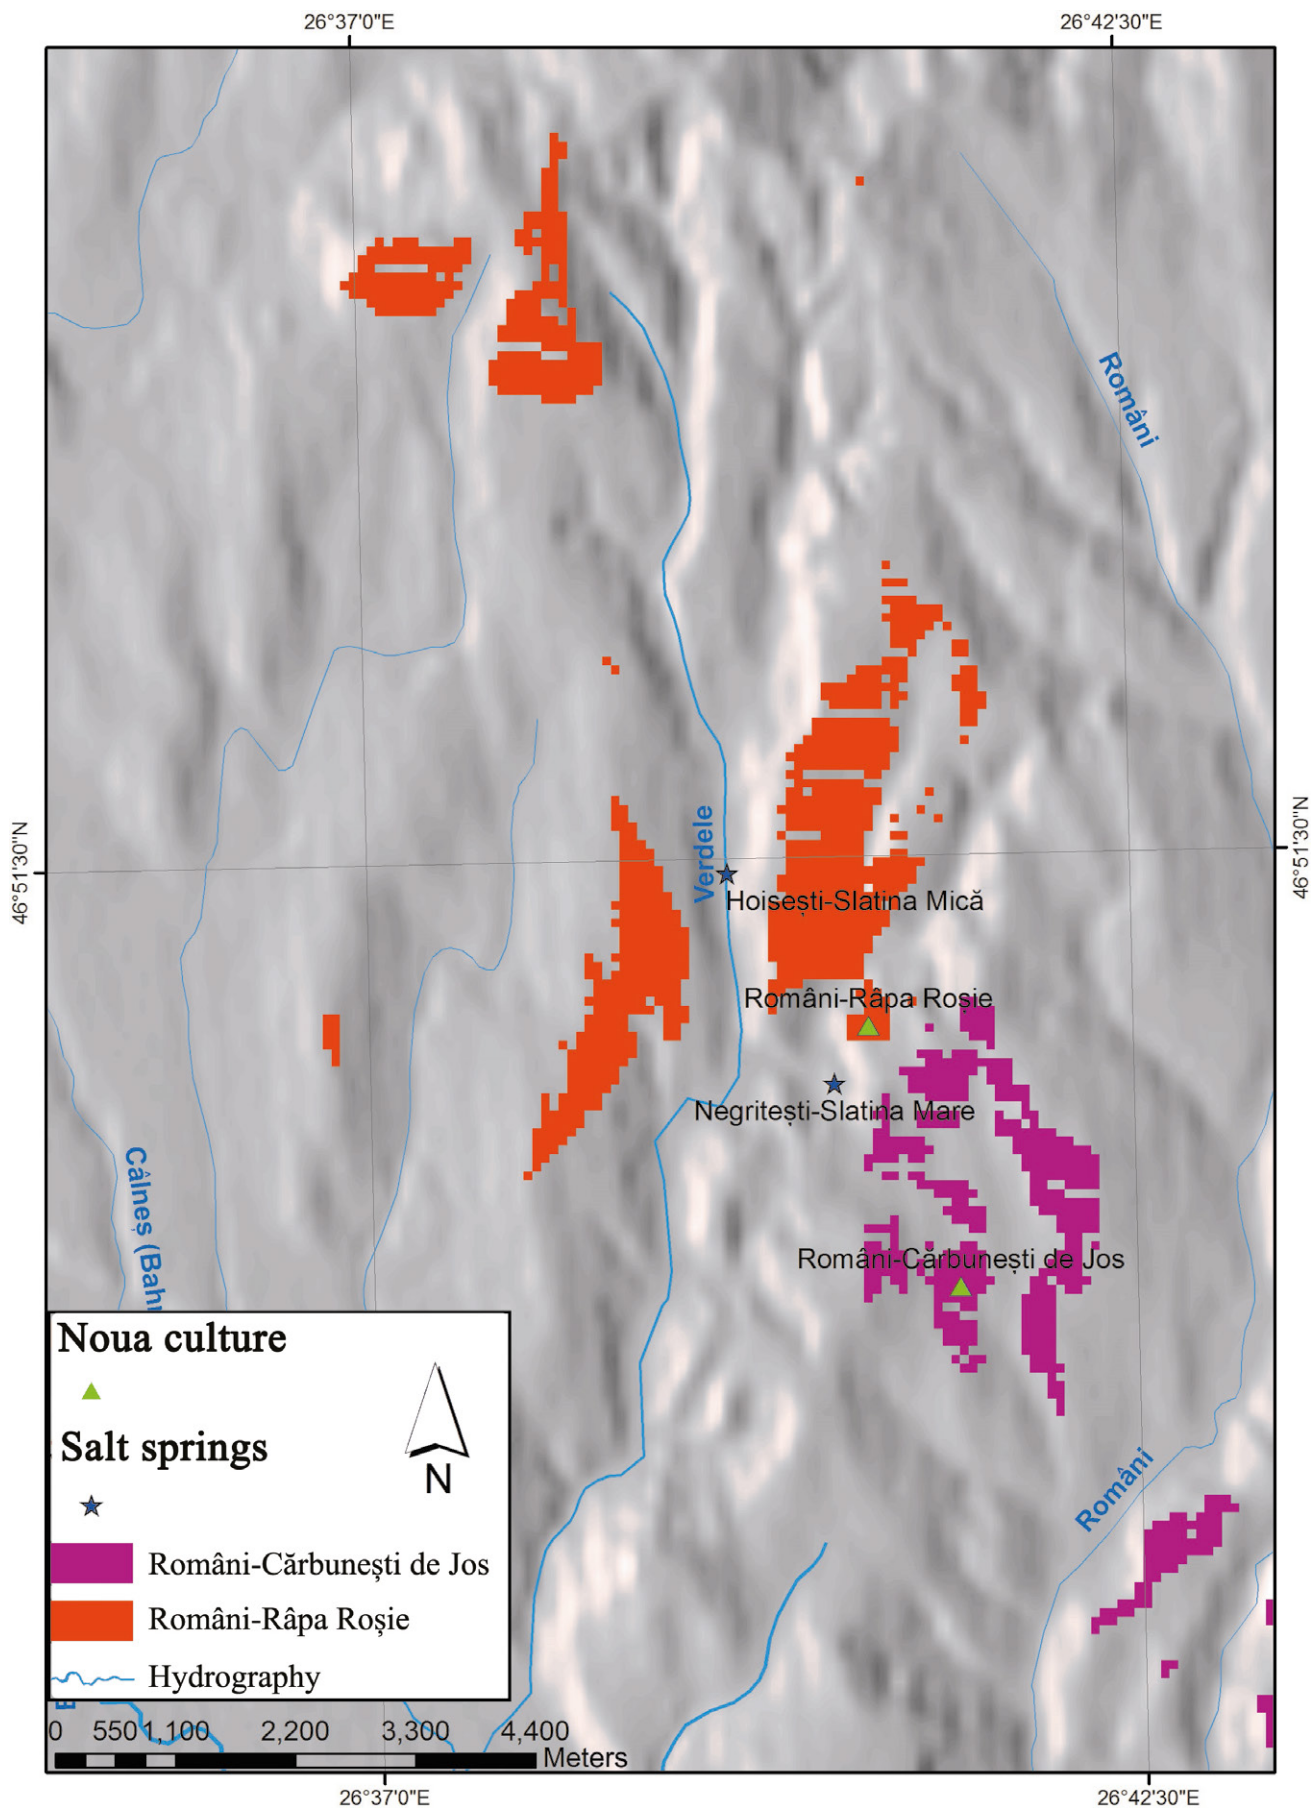 26°37'0"E
26°42'30"E
Români
46°51'30"N
46°51'30"N
Verdele
Hoisești-Slatina Mică
Români-Râpa Roșie
Negritești-Slatina Mare
Câlneș (Bahr
Români-Cărbunești de Jos
Români
Noua culture
Salt springs
N
Români-Cărbunești de Jos
Români-Râpa Roșie
Hydrography
0 550 1,100 2,200 3,300 4,400
Meters
26°37'0"E
26°42'30"E